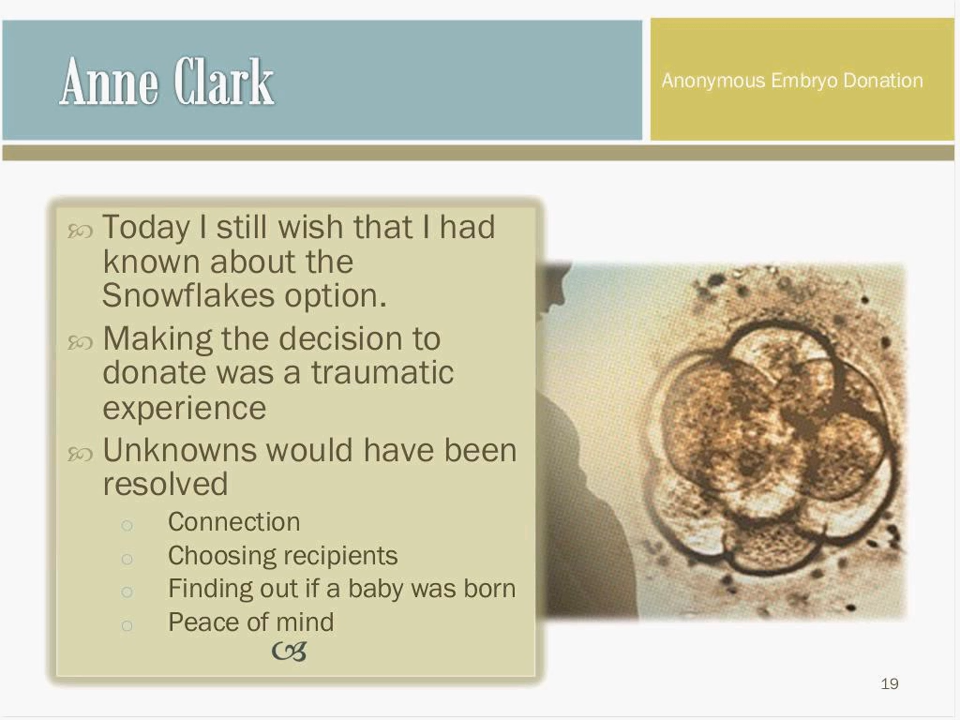 Anne Clark
Anonymous Embryo Donation
Today I still wish that I had
known about the
Snowflakes option.
Making the decision to
donate was a traumatic
experience
Unknowns would have been
resolved
o Connection
o Choosing recipients
o Finding out if a baby was born
o Peace of mind
19